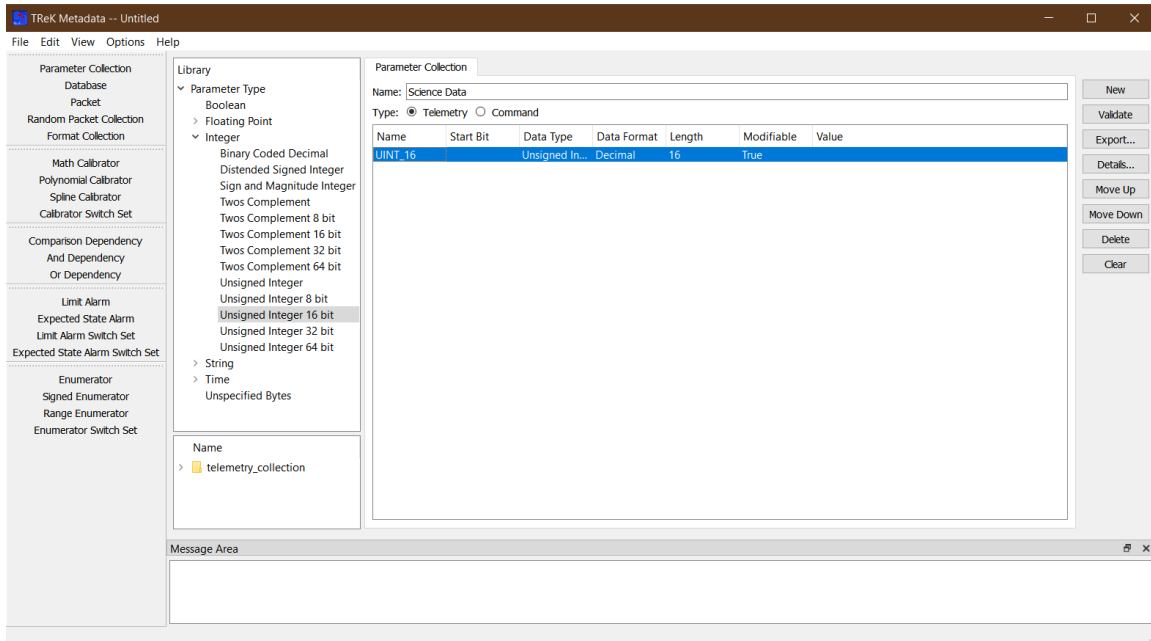 TReK Metadata -- Untitled
File Edit View Options Help
Parameter Collection
Database
Packet
Random Packet Collection
Format Collection
Math Calibrator
Polynomial Calibrator
Spline Calibrator
Calibrator Switch Set
Comparison Dependency
And Dependency
Or Dependency
Limit Alarm
Expected State Alarm
Limit Alarm Switch Set
Expected State Alarm Switch Set
Enumerator
Signed Enumerator
Range Enumerator
Enumerator Switch Set
Library
Parameter Type
Boolean
Floating Point
Integer
Binary Coded Decimal
Distended Signed Integer
Sign and Magnitude Integer
Twos Complement
Twos Complement 8 bit
Twos Complement 16 bit
Twos Complement 32 bit
Twos Complement 64 bit
Unsigned Integer
Unsigned Integer 8 bit
Unsigned Integer 16 bit
Unsigned Integer 32 bit
Unsigned Integer 64 bit
String
Time
Unspecified Bytes
Name
telemetry_collection
Parameter Collection
Name: Science Data
Type: Telemetry Command
Name Start Bit Data Type Data Format Length Modifiable Value
UINT_16 Unsigned In... Decimal 16 True
New
Validate
Export...
Details...
Move Up
Move Down
Delete
Clear
Message Area